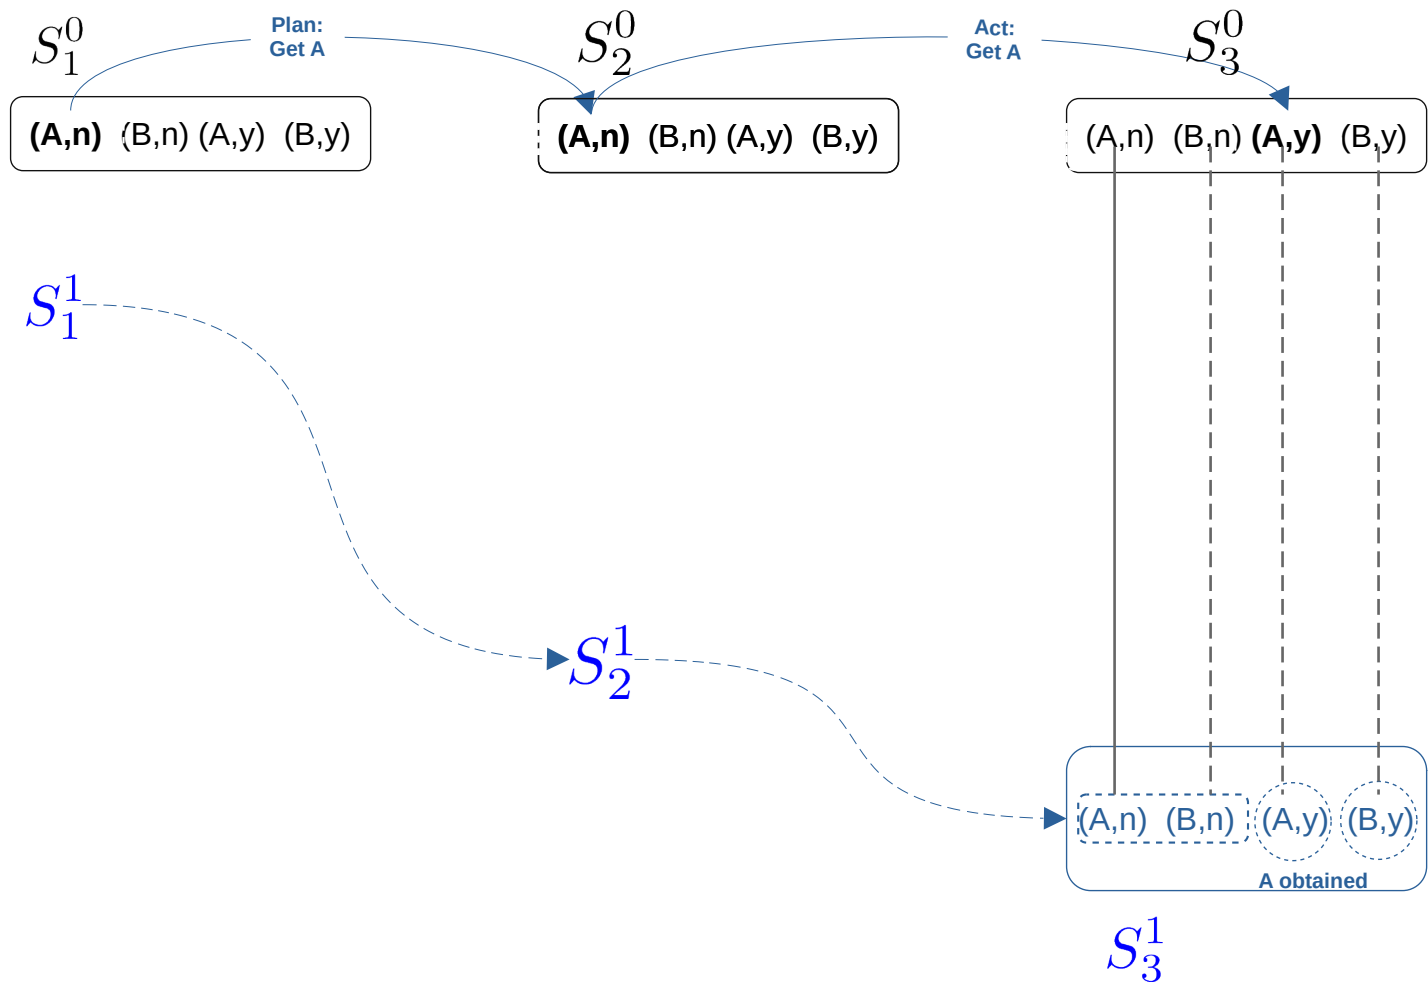 S_1^0
Plan:
Get A
S_2^0
Act:
Get A
S_3^0
(A,n) (B,n) (A,y) (B,y)
(A,n) (B,n) (A,y) (B,y)
(A,n) (B,n) (A,y) (B,y)
S_1^1
S_2^1
(A,n) (B,n) (A,y) (B,y)
A obtained
S_3^1